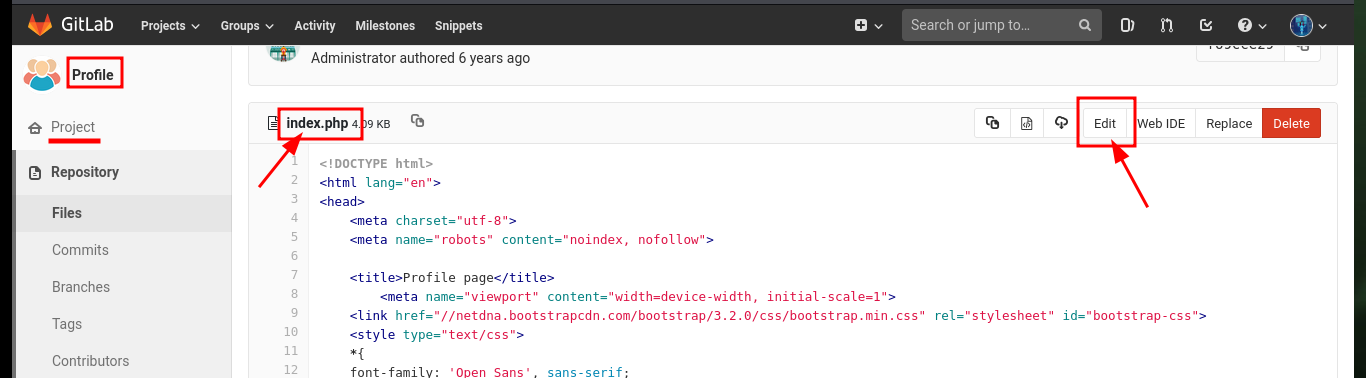 GitLab Projects Groups Activity Milestones Snippets Search or jump to...
Profile
Administrator authored 6 years ago
Project
index.php 4.09 KB Edit Web IDE Replace Delete
Repository
Files
Commits
Branches
Tags
Contributors
1 <!DOCTYPE html>
2 <html lang="en">
3 <head>
4 <meta charset="utf-8">
5 <meta name="robots" content="noindex, nofollow">
6
7 <title>Profile page</title>
8 <meta name="viewport" content="width=device-width, initial-scale=1">
9 <link href="//netdna.bootstrapcdn.com/bootstrap/3.2.0/css/bootstrap.min.css" rel="stylesheet" id="bootstrap-css">
10 <style type="text/css">
11 *{
12 font-family: 'Open Sans', sans-serif;